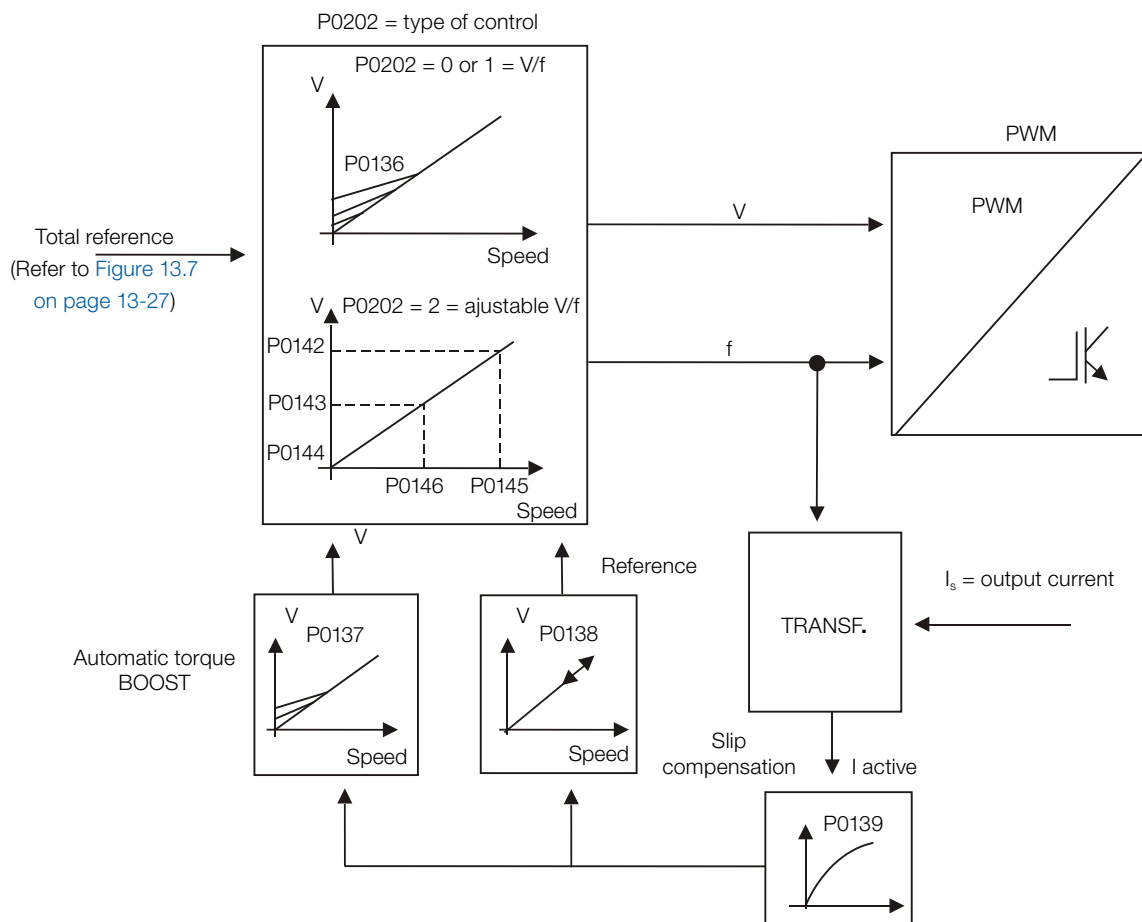 P0202 = type of control
P0202 = 0 or 1 = V/f
V
P0136
Speed
Total reference
(Refer to Figure 13.7
on page 13-27)
V P0202 = 2 = ajustable V/f
P0142
P0143
P0144
P0146 P0145
Speed
V
f
PWM
PWM
V
Reference
Automatic torque
BOOST
V
P0137
Speed
V
P0138
Speed
TRANSF.
Is = output current
Slip
compensation
I active
P0139